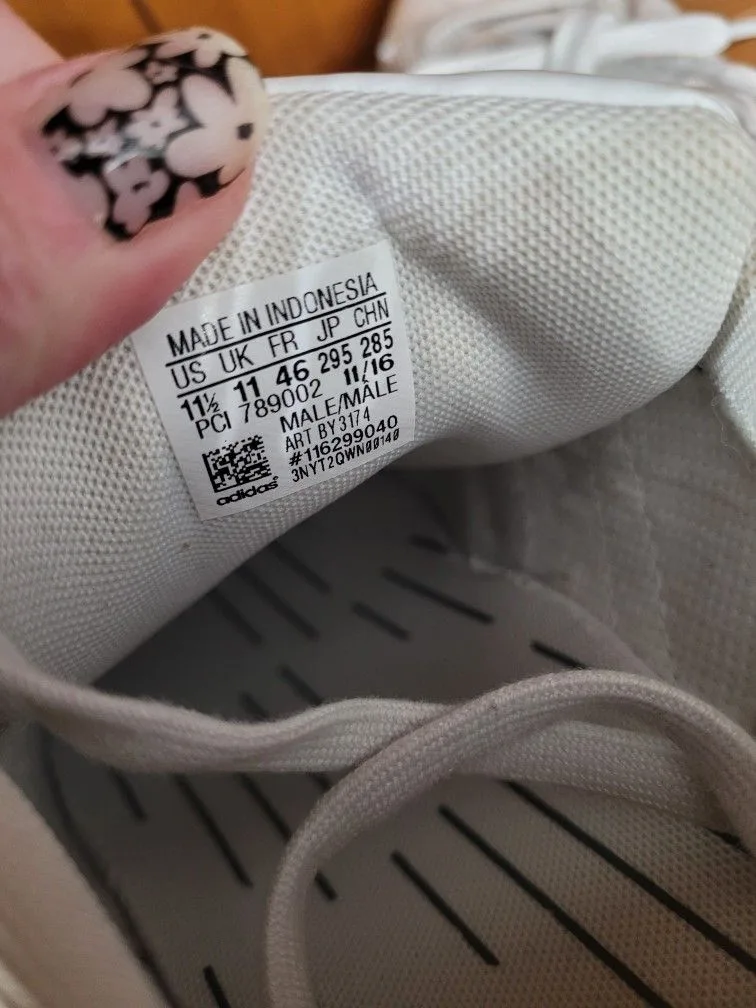 MADE IN INDONESIA
US UK FR JP CHN
11½ 11 46 295 285
PCI 789002 11/16
MALE/MÂLE
ART BY3174
#116299040
3NYT2QWN00140
adidas